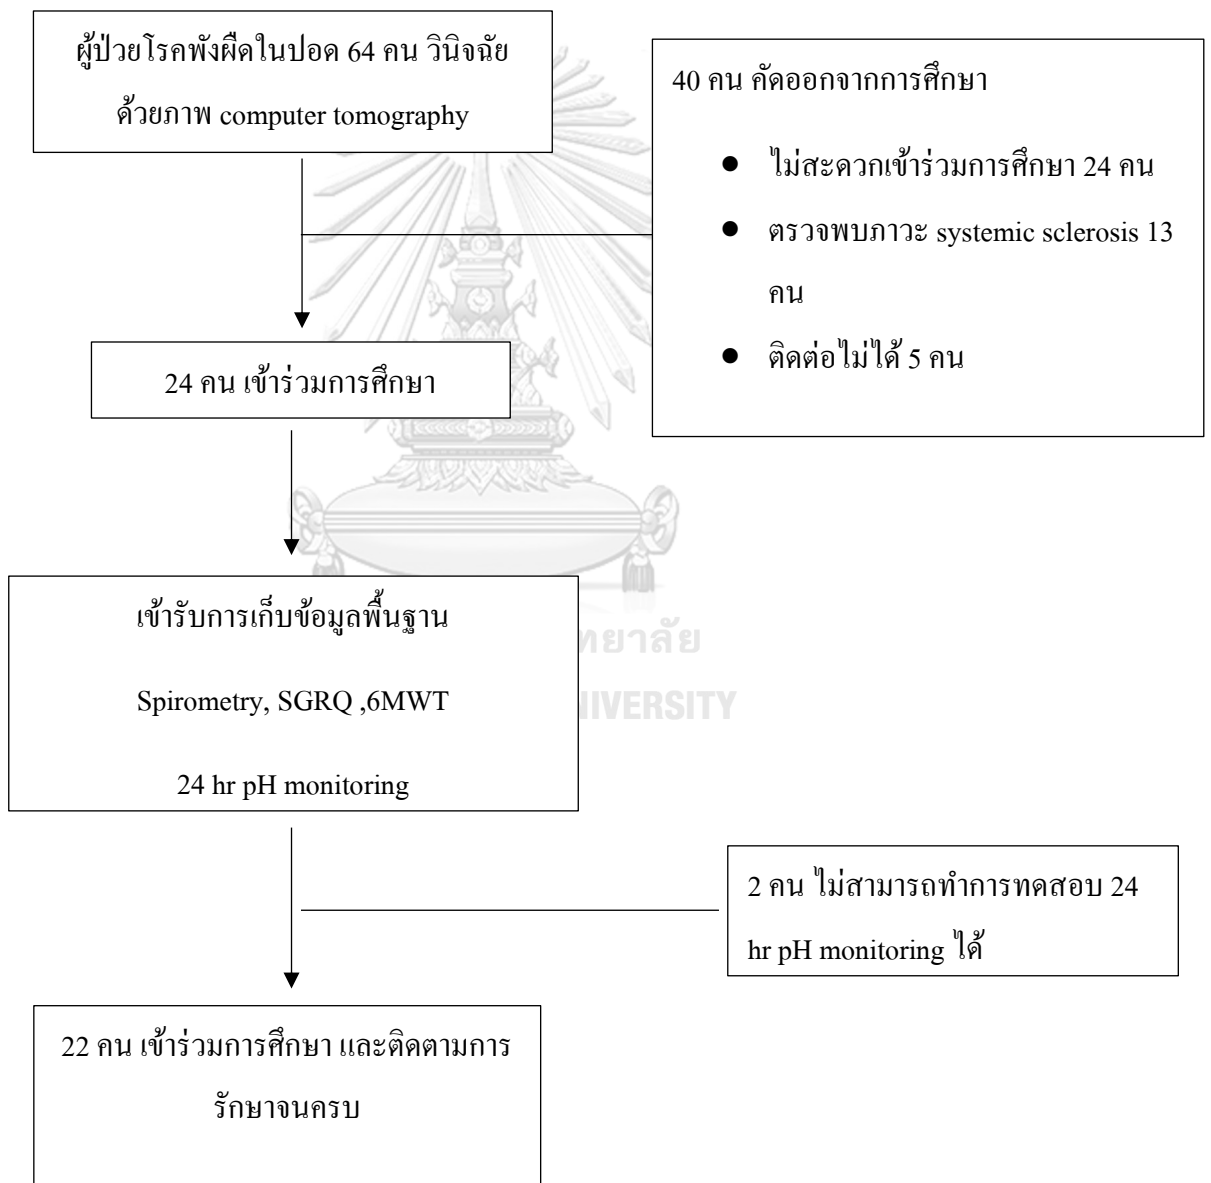 ผู้ป่วยโรคพังผืดในปอด 64 คน วินิจฉัย
ด้วยภาพ computer tomography
40 คน คัดออกจากการศึกษา
● ไม่สะดวกเข้าร่วมการศึกษา 24 คน
● ตรวจพบภาวะ systemic sclerosis 13
คน
● ติดต่อไม่ได้ 5 คน
24 คน เข้าร่วมการศึกษา
เข้ารับการเก็บข้อมูลพื้นฐาน
Spirometry, SGRQ ,6MWT
24 hr pH monitoring
ทยาลัย
NIVERSITY
2 คน ไม่สามารถทำการทดสอบ 24
hr pH monitoring ได้
22 คน เข้าร่วมการศึกษา และติดตามการ
รักษาจนครบ